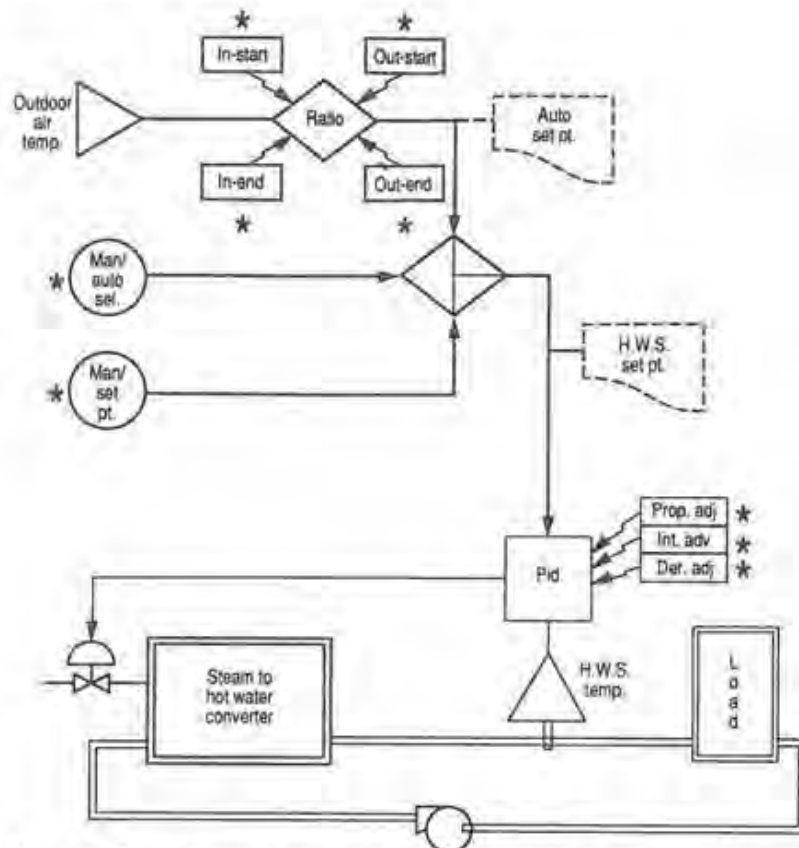 *
*
In-start
Out-start
Outdoor
air
temp.
Ratio
Auto
set pt.
In-end
Out-end
*
*
*
Man/
auto
sel.
H.W.S.
set pt.
*
Man/
set
pt.
Prop. adj
*
Int. adv
*
Der. adj
*
Pid
Steam to
hot water
converter
H.W.S.
temp.
L
o
a
d